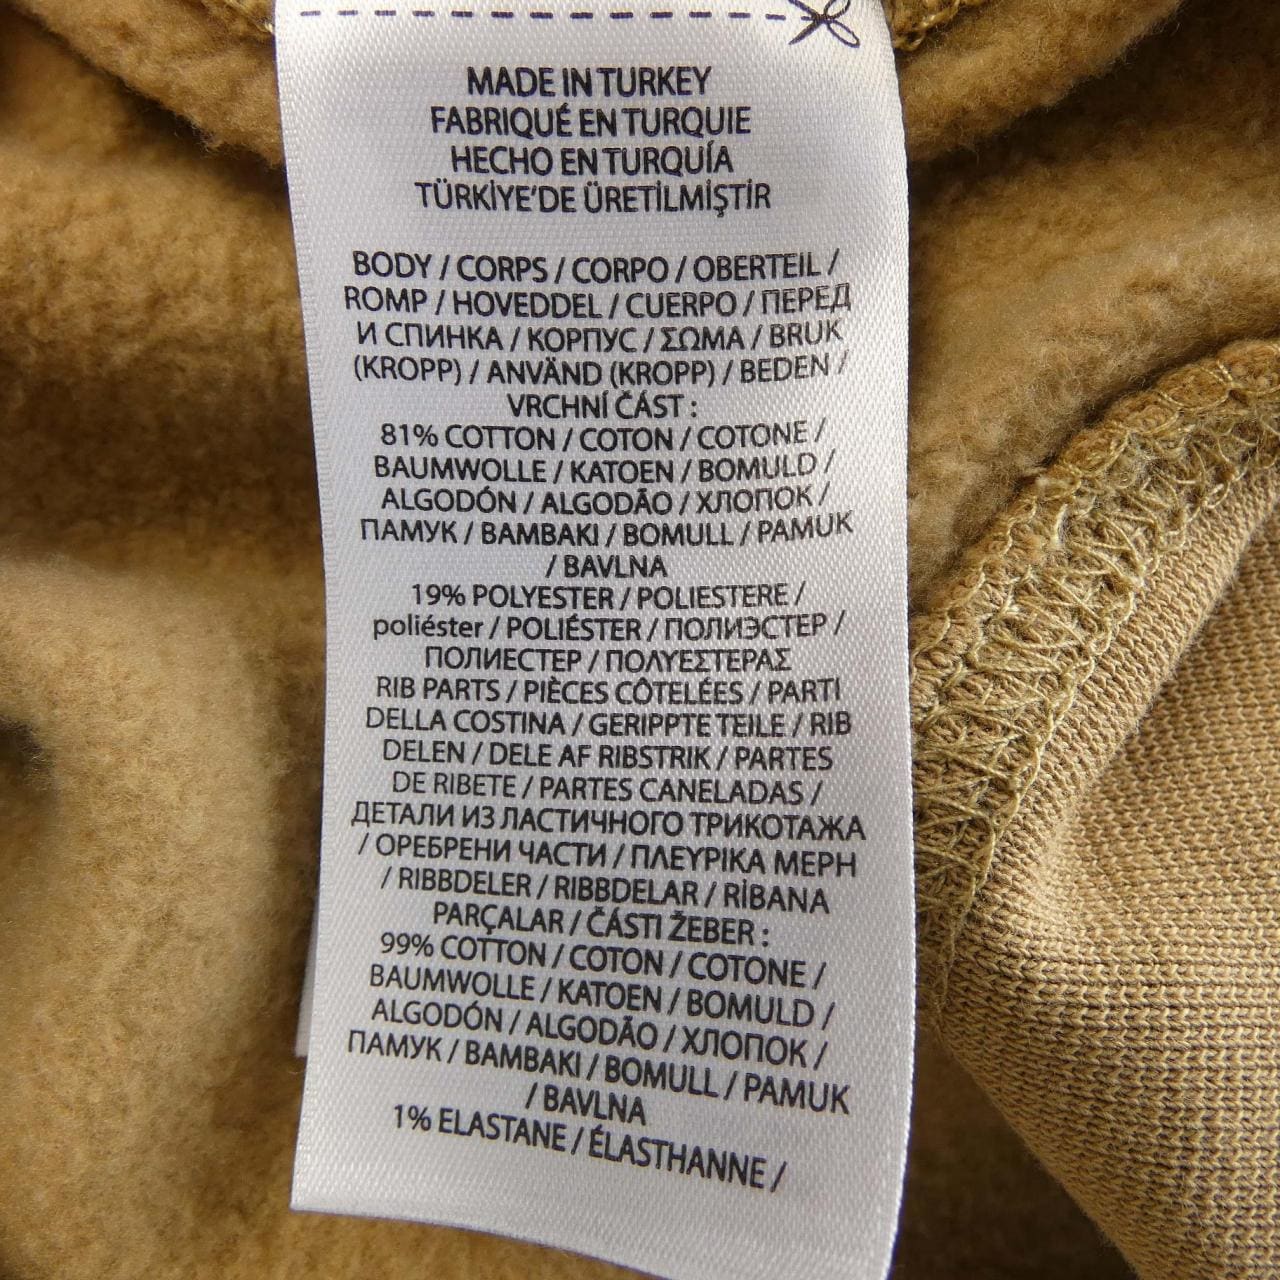 MADE IN TURKEY
FABRIQUÉ EN TURQUIE
HECHO EN TURQUÍA
TÜRKİYE'DE ÜRETİLMİŞTİR
BODY / CORPS / CORPO / OBERTEIL /
ROMP / HOVEDDEL / CUERPO / ПЕРЕД
И СПИНКА / КОРПУС / ΣΩΜΑ / BRUK
(KROPP) / ANVÄND (KROPP) / BEDEN /
VRCHNÍ ČÁST :
81% COTTON / COTON / COTONE /
BAUMWOLLE / KATOEN / BOMULD /
ALGODÓN / ALGODÃO / ХЛОПОК /
ПАМУК / BAMBAKI / BOMULL / PAMUK
/ BAVLNA
19% POLYESTER / POLIESTERE /
poliéster / POLIÉSTER / ПОЛИЭСТЕР /
ПОЛИЕСТЕР / ΠΟΛΥΕΣΤΕΡΑΣ
RIB PARTS / PIÈCES CÔTELÉES / PARTI
DELLA COSTINA / GERIPPTE TEILE / RIB
DELEN / DELE AF RIBSTRIK / PARTES
DE RIBETE / PARTES CANELADAS /
ДЕТАЛИ ИЗ ЛАСТИЧНОГО ТРИКОТАЖА
/ ОРЕБРЕНИ ЧАСТИ / ΠΛΕΥΡΙΚΑ ΜΕΡΗ
/ RIBBDELER / RIBBDELAR / RİBANA
PARÇALAR / ČÁSTI ŽEBER :
99% COTTON / COTON / COTONE /
BAUMWOLLE / KATOEN / BOMULD /
ALGODÓN / ALGODÃO / ХЛОПОК /
ПАМУК / BAMBAKI / BOMULL / PAMUK
/ BAVLNA
1% ELASTANE / ÉLASTHANNE /